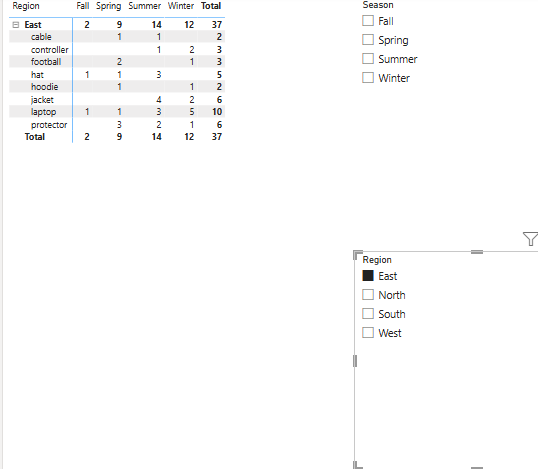 Region Fall Spring Summer Winter Total
East 2 9 14 12 37
cable 1 1 2
controller 1 2 3
football 2 1 3
hat 1 1 3 5
hoodie 1 1 2
jacket 4 2 6
laptop 1 1 3 5 10
protector 3 2 1 6
Total 2 9 14 12 37
Season
Fall
Spring
Summer
Winter
Region
East
North
South
West